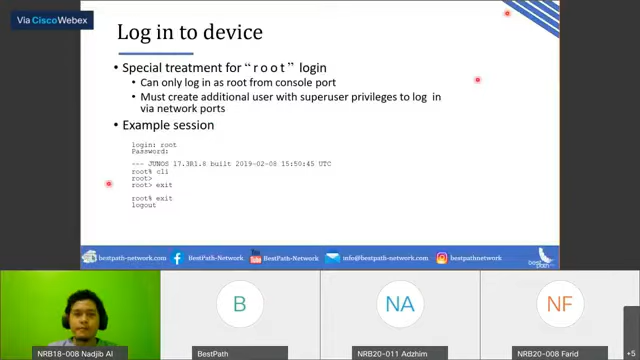 Via Cisco Webex
Log in to device
• Special treatment for “root” login
• Can only log in as root from console port
• Must create additional user with superuser privileges to log in
via network ports
• Example session
login: root
Password:
--- JUNOS 17.3R1.8 built 2019-02-08 15:50:45 UTC
root% cli
root>
root> exit
root% exit
logout
bestpath-network.com
BestPath-Network
BestPath-Network
info@bestpath-network.com
bestpathnetwork
best
path
B
NA
NF
NRB18-008 Nadjib Al
BestPath
NRB20-011 Adzhim
NRB20-008 Farid
+5